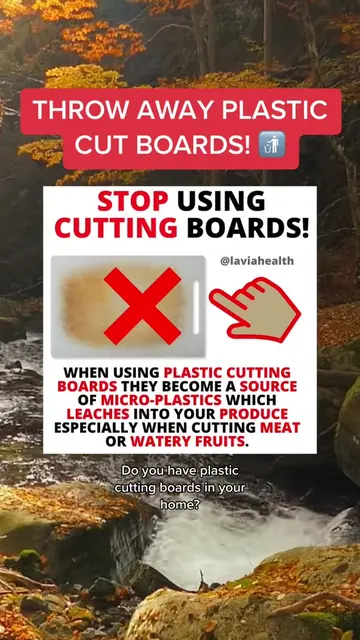 THROW AWAY PLASTIC
CUT BOARDS! 🚮
STOP USING
CUTTING BOARDS!
@laviahealth
WHEN USING PLASTIC CUTTING
BOARDS THEY BECOME A SOURCE
OF MICRO-PLASTICS WHICH
LEACHES INTO YOUR PRODUCE
ESPECIALLY WHEN CUTTING MEAT
OR WATERY FRUITS.
Do you have plastic
cutting boards in your
home?